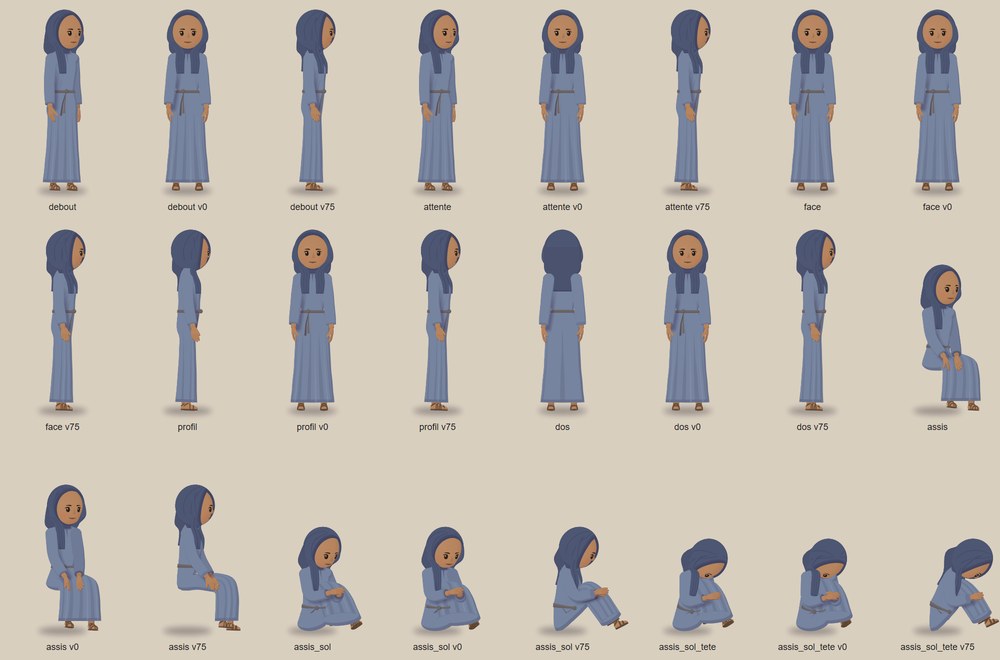 debout
debout v0
debout v75
attente
attente v0
attente v75
face
face v0
face v75
profil
profil v0
profil v75
dos
dos v0
dos v75
assis
assis v0
assis v75
assis_sol
assis_sol v0
assis_sol v75
assis_sol_tete
assis_sol_tete v0
assis_sol_tete v75